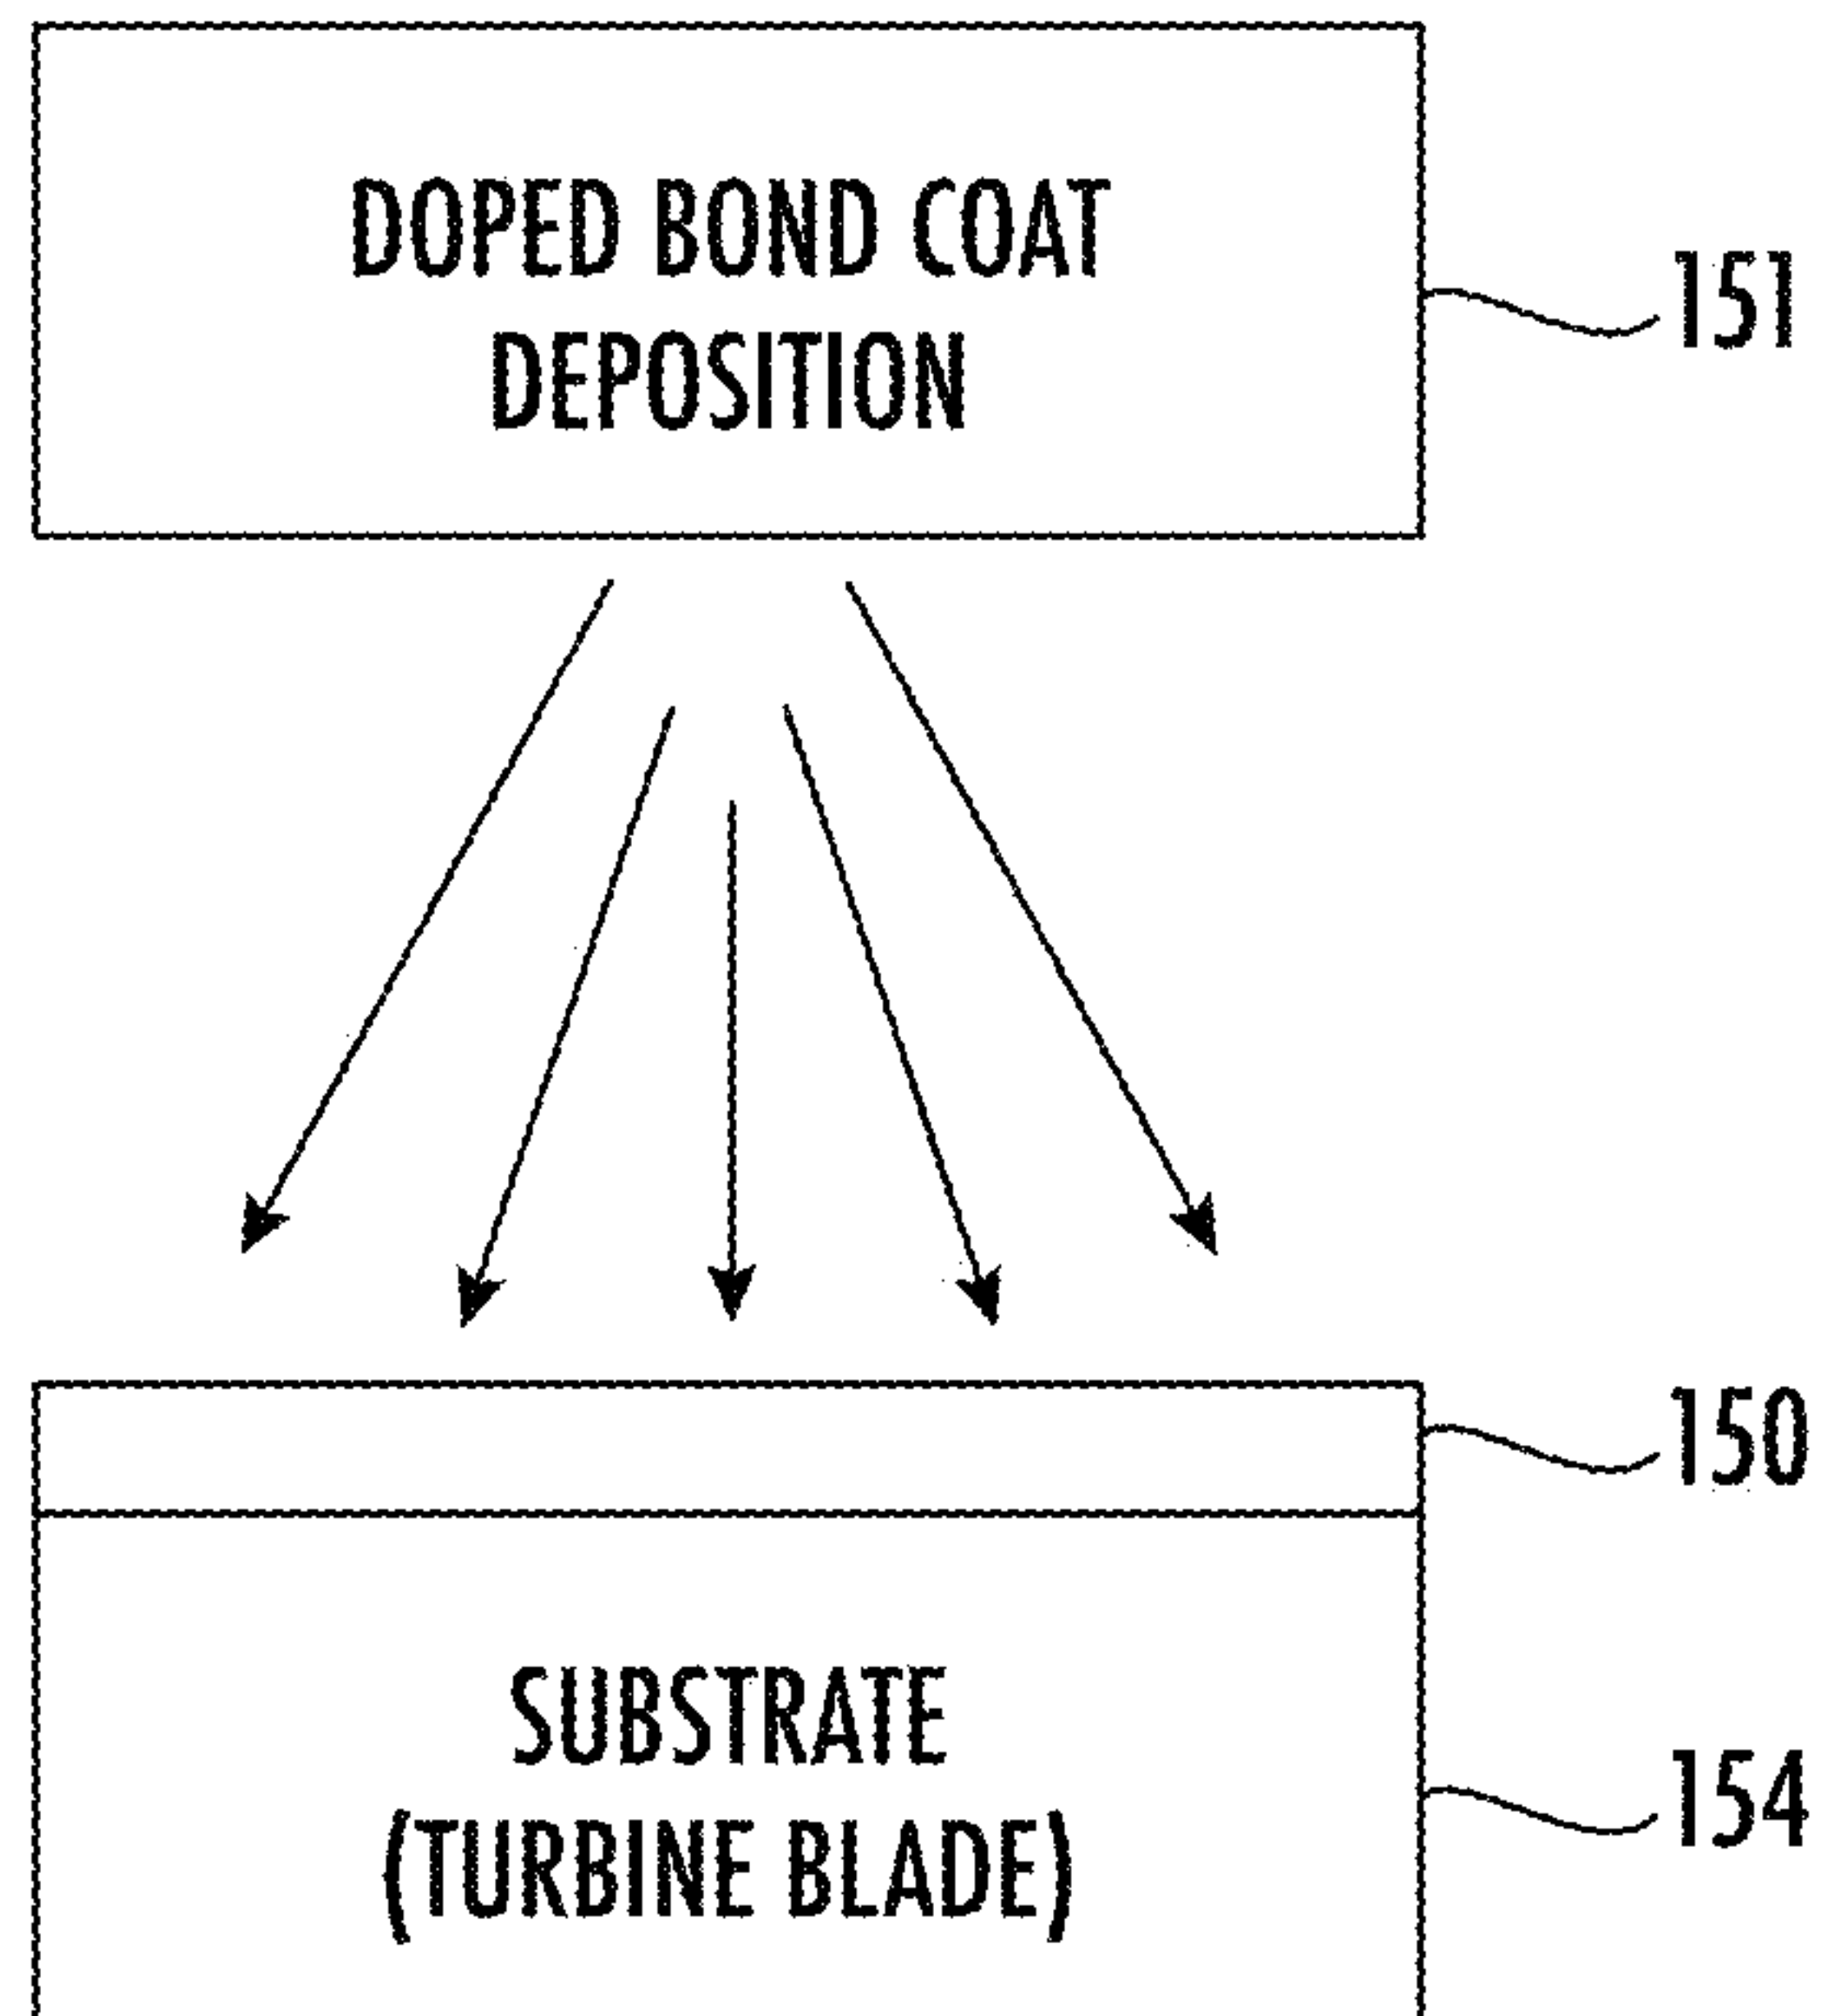 DOPED BOND COAT
DEPOSITION
151
150
SUBSTRATE
(TURBINE BLADE)
154